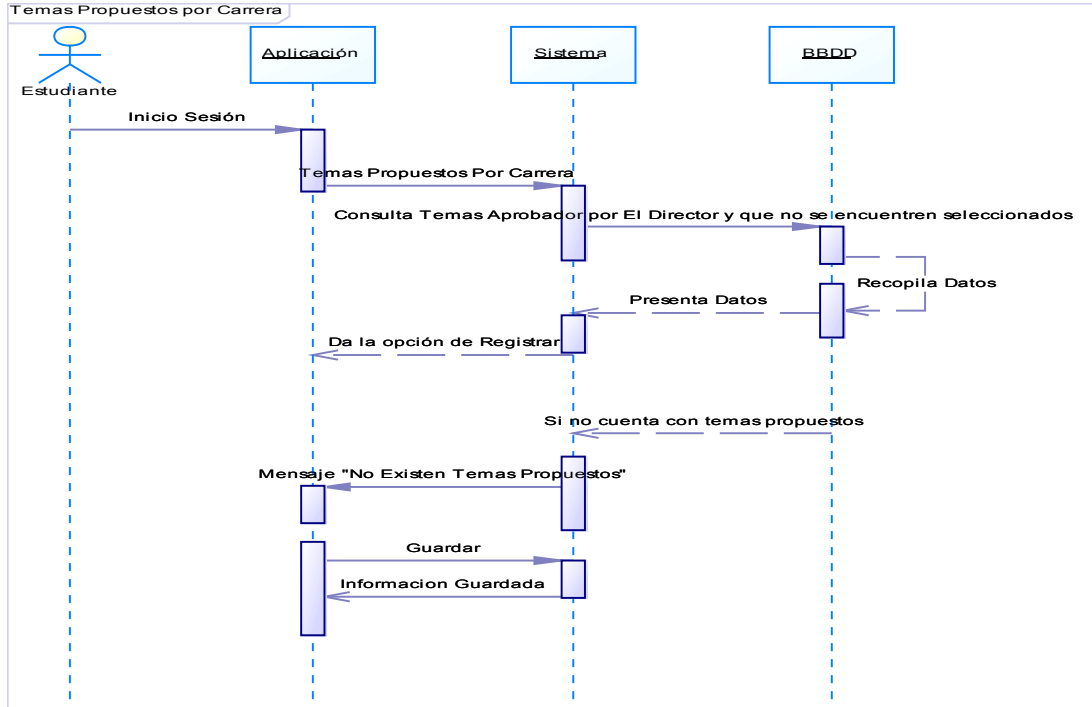 Temas Propuestos por Carrera
Aplicación
Sistema
BBDD
Estudiante
Inicio Sesión
Temas Propuestos Por Carrera
Consulta Temas Aprobador por El Director y que no se encuentren seleccionados
Recopila Datos
Presenta Datos
Da la opción de Registrar
Si no cuenta con temas propuestos
Mensaje "No Existen Temas Propuestos"
Guardar
Informacion Guardada